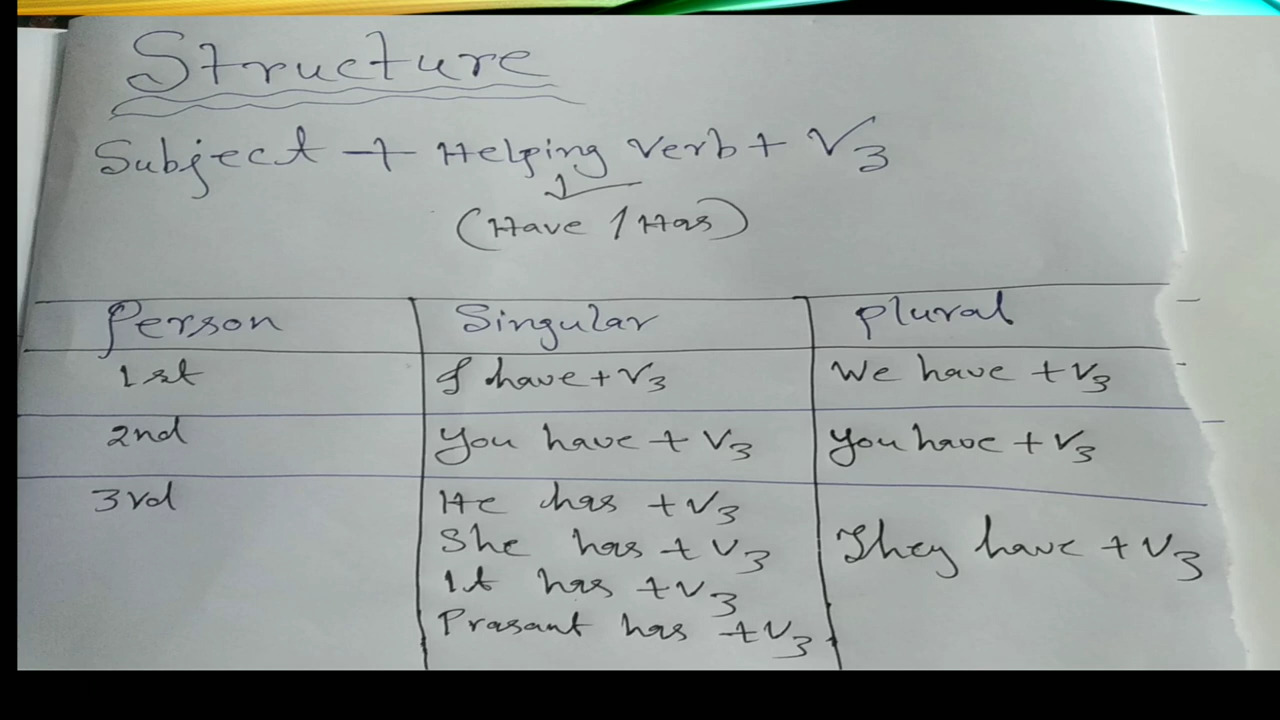 Structure
Subject + Helping verb + V3
(Have / Has)
Person Singular plural
1st I have + V3 We have + V3
2nd you have + V3 you have + V3
3rd He has + V3
She has + V3 They have + V3
It has + V3
Prasant has + V3